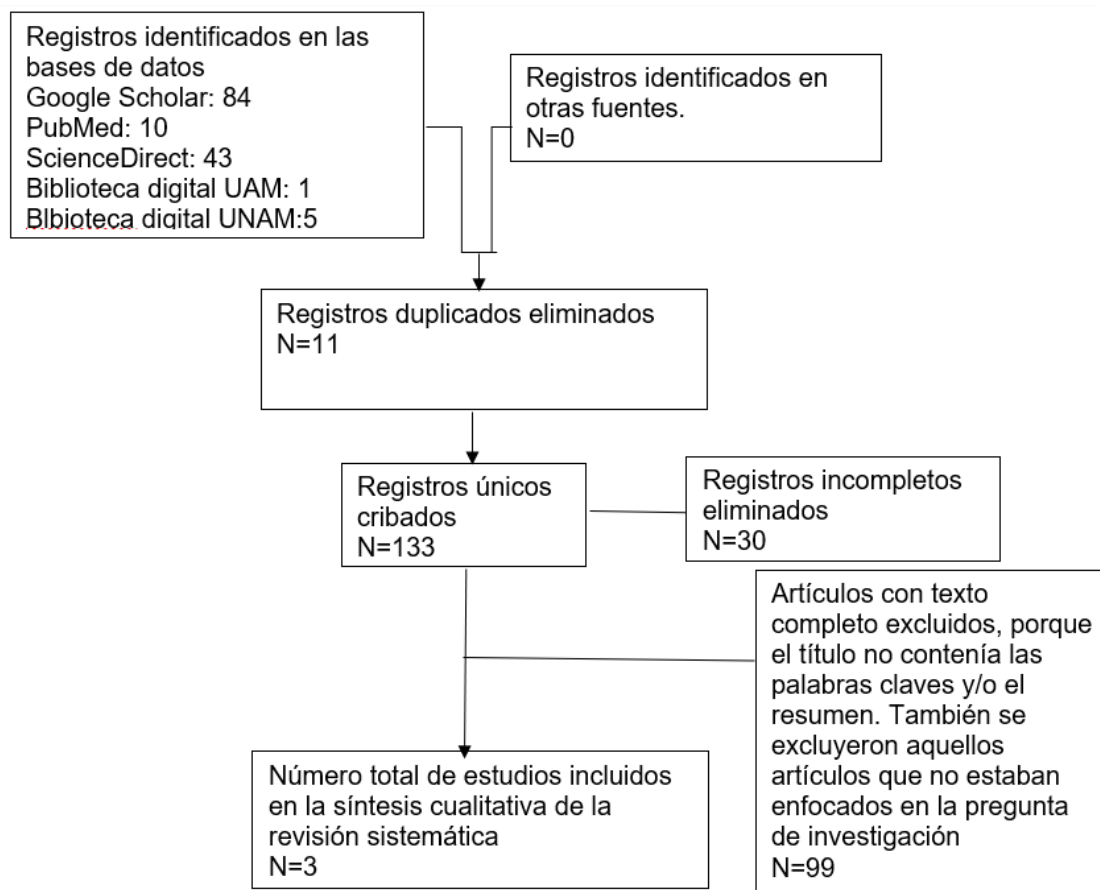 Registros identificados en las
bases de datos
Google Scholar: 84
PubMed: 10
ScienceDirect: 43
Biblioteca digital UAM: 1
Blbioteca digital UNAM:5
Registros identificados en
otras fuentes.
N=0
Registros duplicados eliminados
N=11
Registros únicos
cribados
N=133
Registros incompletos
eliminados
N=30
Artículos con texto
completo excluidos, porque
el título no contenía las
palabras claves y/o el
resumen. También se
excluyeron aquellos
artículos que no estaban
enfocados en la pregunta
de investigación
N=99
Número total de estudios incluidos
en la síntesis cualitativa de la
revisión sistemática
N=3